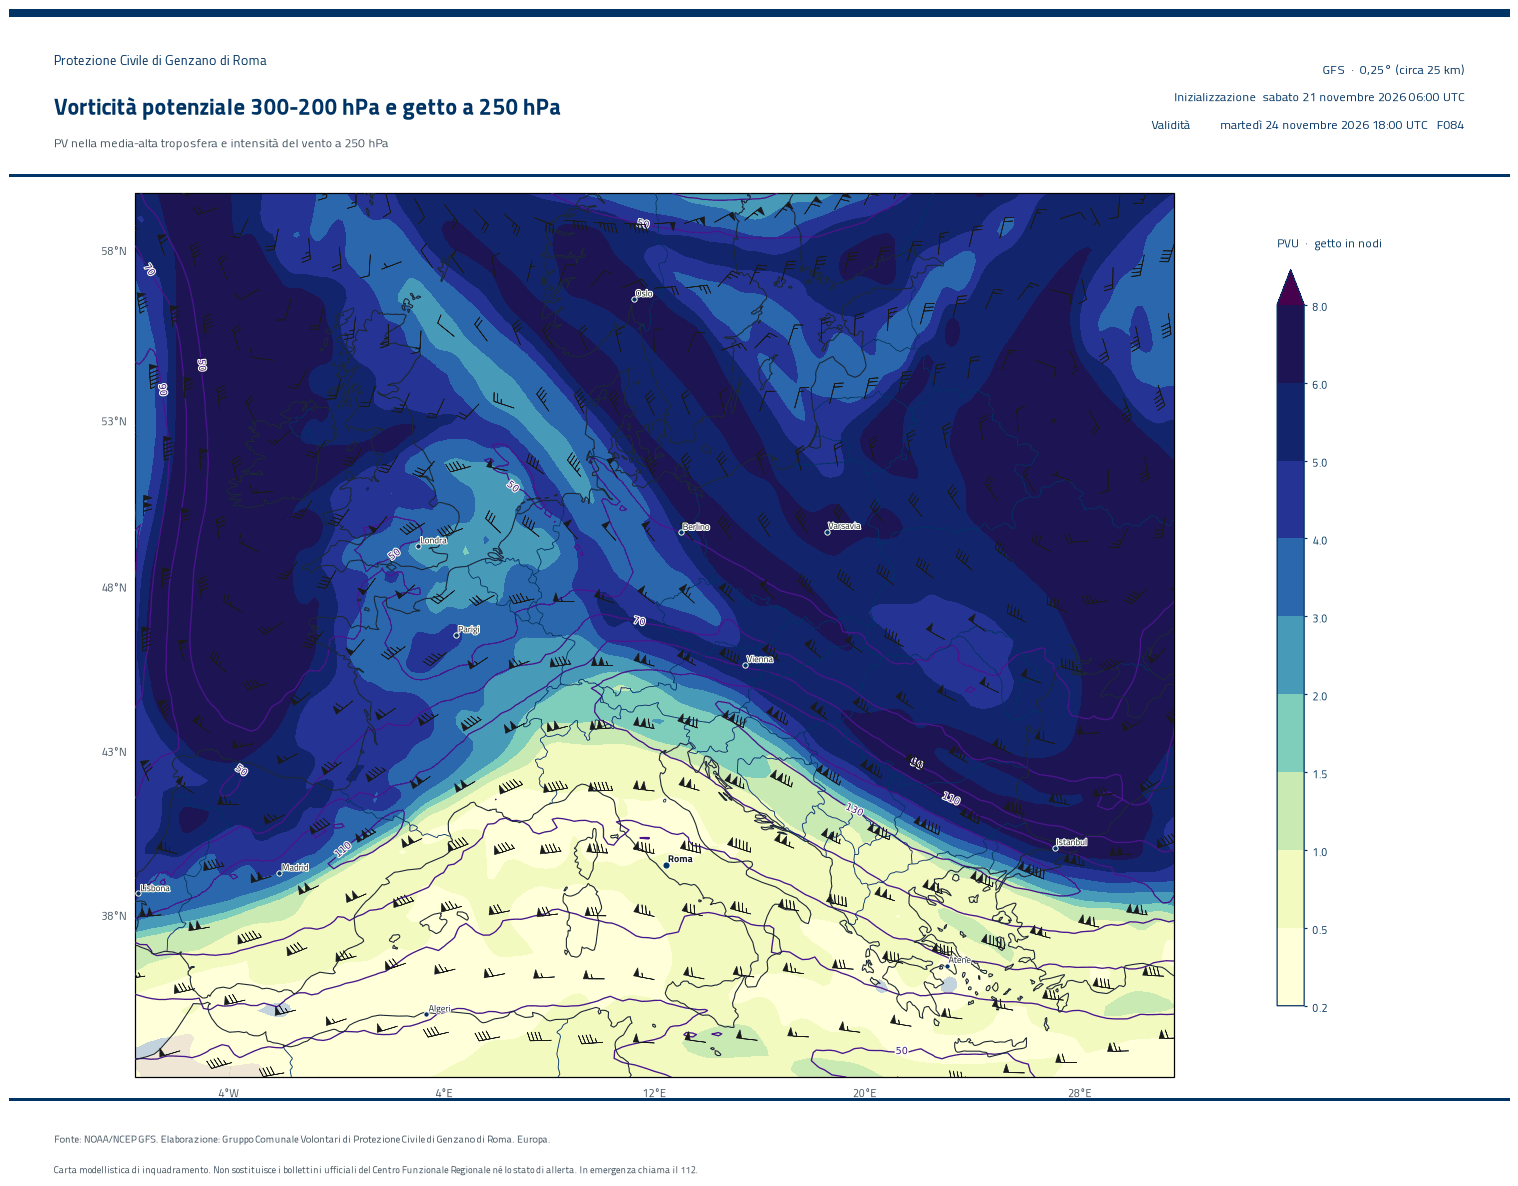 Protezione Civile di Genzano di Roma
Vorticità potenziale 300-200 hPa e getto a 250 hPa
PV nella media-alta troposfera e intensità del vento a 250 hPa
GFS · 0,25° (circa 25 km)
Inizializzazione sabato 21 novembre 2026 06:00 UTC
Validità martedì 24 novembre 2026 18:00 UTC F084
PVU · getto in nodi
8.0
6.0
5.0
4.0
3.0
2.0
1.5
1.0
0.5
0.2
58°N
53°N
48°N
43°N
38°N
4°W
4°E
12°E
20°E
28°E
50
70
Oslo
50
90
50
Berlino
Varsavia
Londra
50
70
Parigi
Vienna
50
110
130
110
Istanbul
Roma
Madrid
Lisbona
Atene
Algeri
50
Fonte: NOAA/NCEP GFS. Elaborazione: Gruppo Comunale Volontari di Protezione Civile di Genzano di Roma. Europa.
Carta modellistica di inquadramento. Non sostituisce i bollettini ufficiali del Centro Funzionale Regionale né lo stato di allerta. In emergenza chiama il 112.